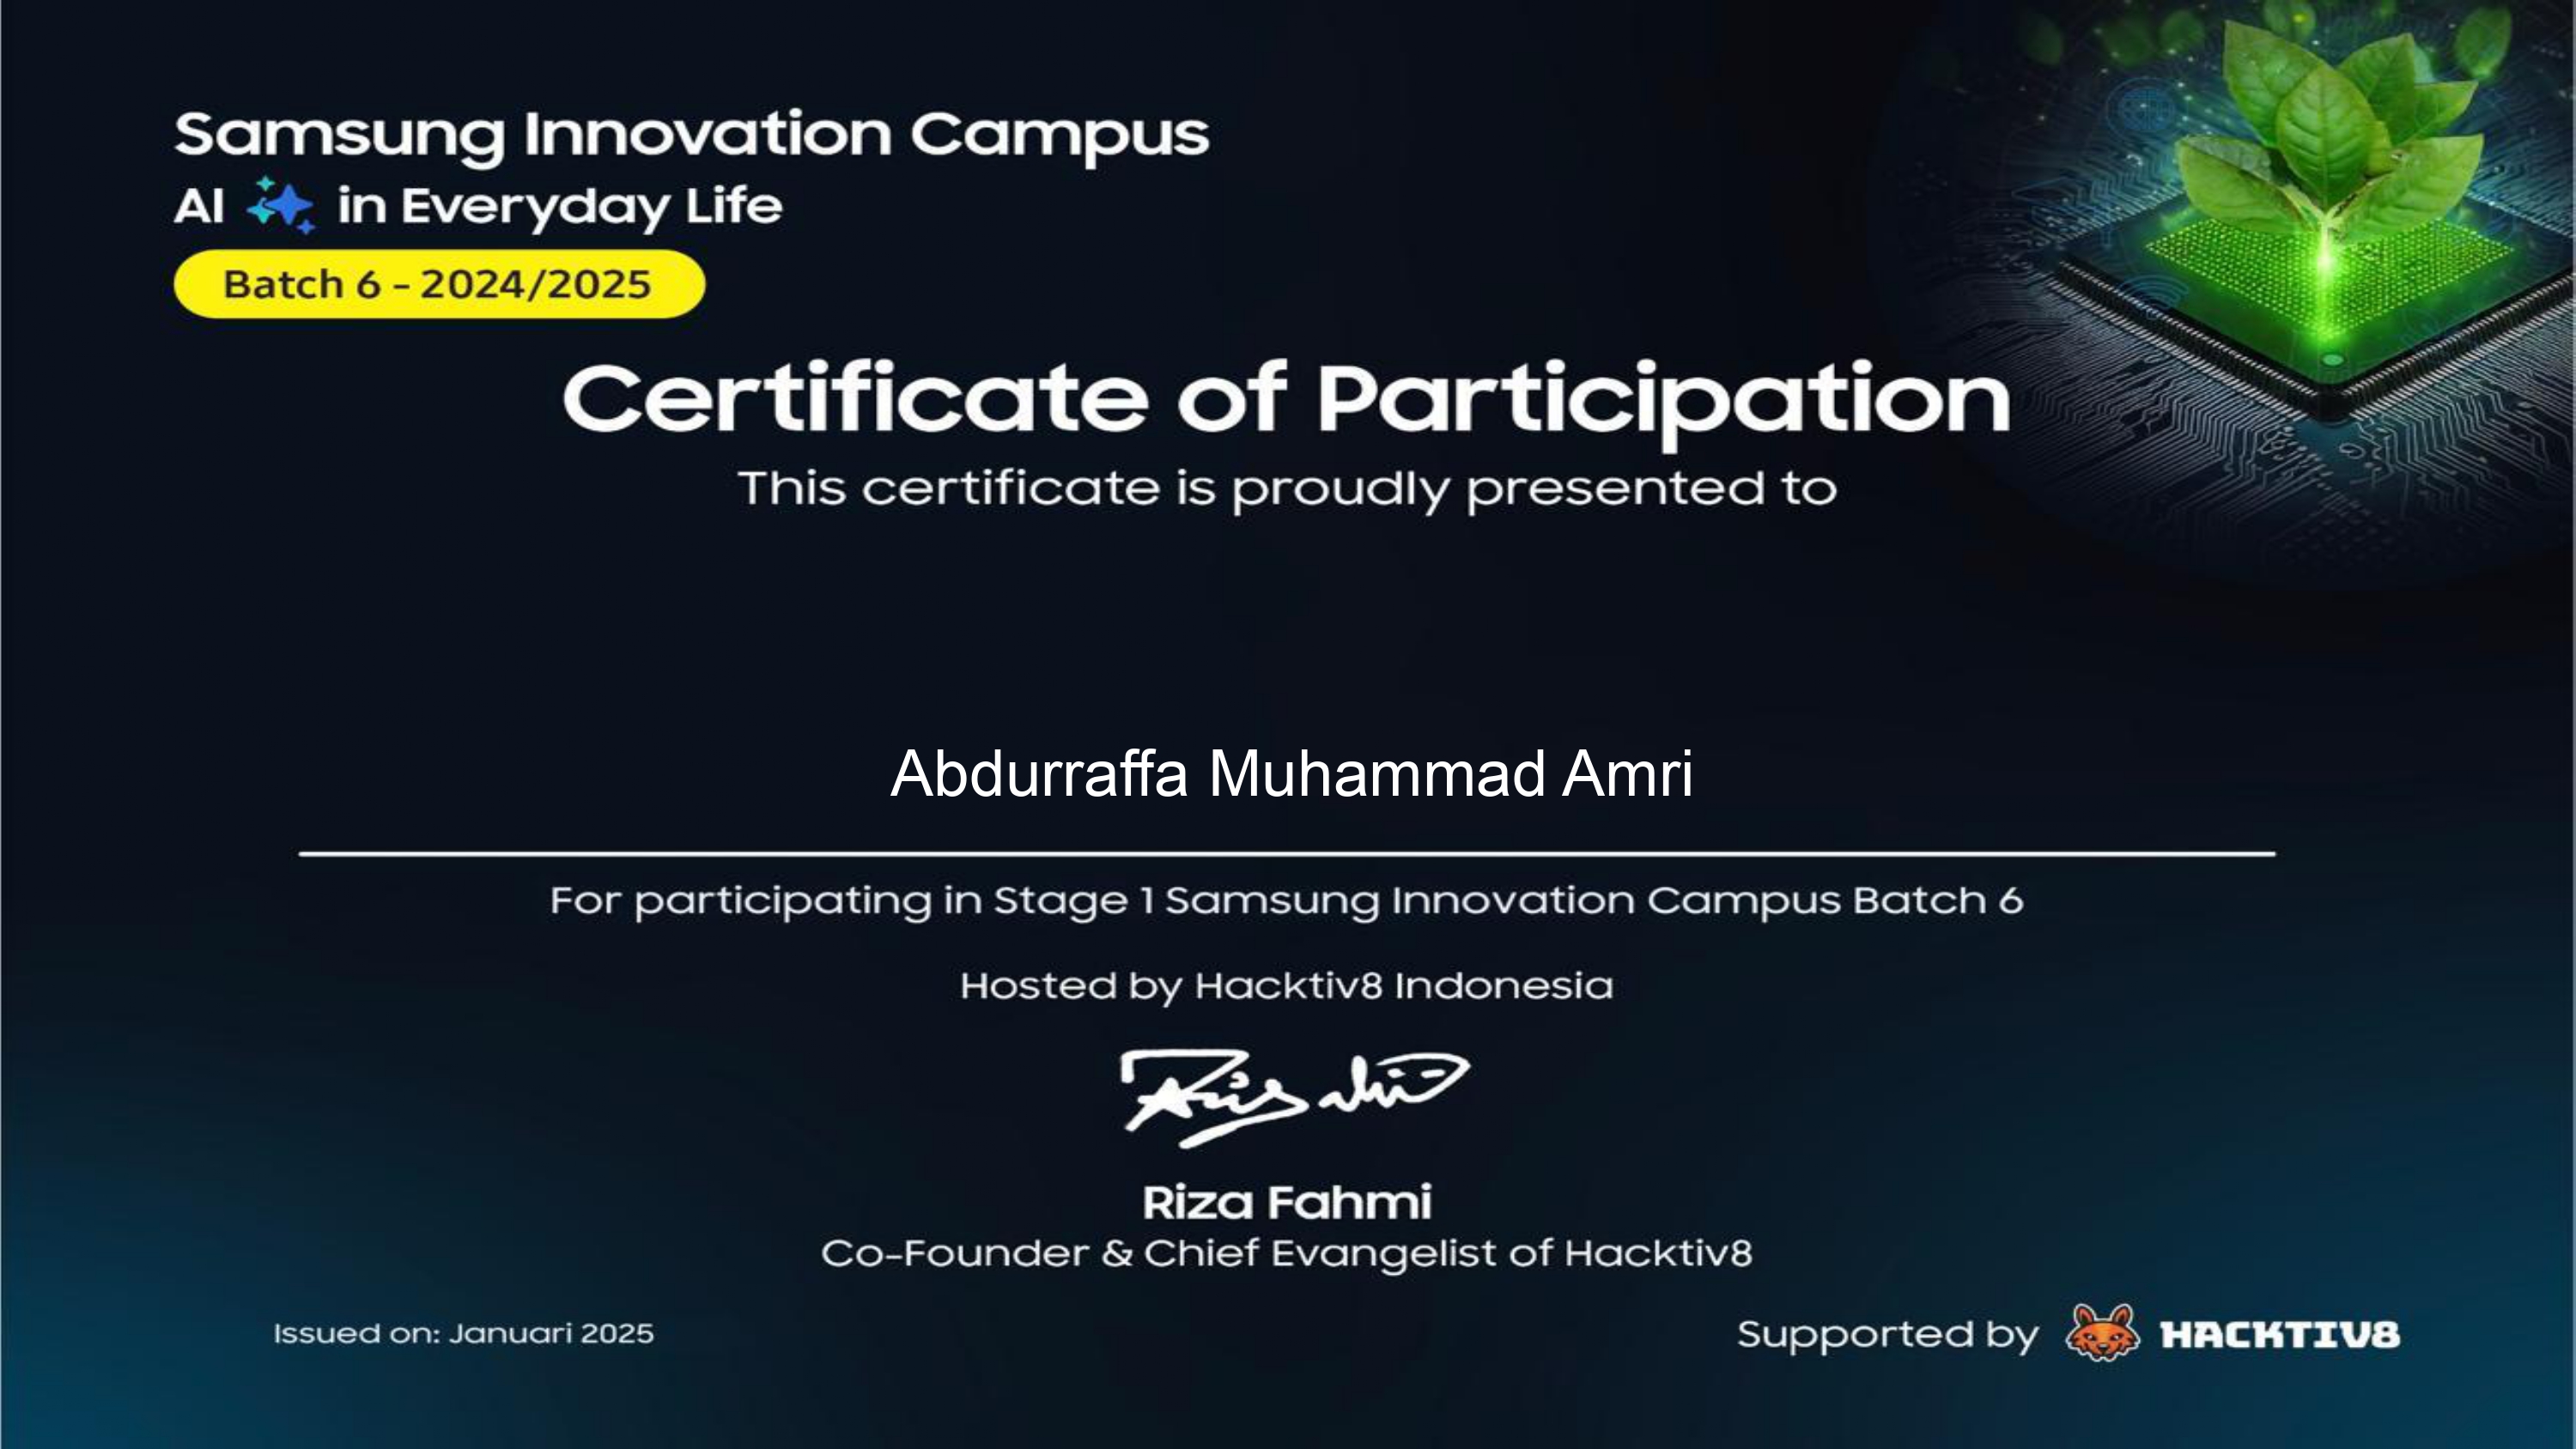 Samsung Innovation Campus
AI in Everyday Life
Batch 6 - 2024/2025
Certificate of Participation
This certificate is proudly presented to
Abdurraffa Muhammad Amri
For participating in Stage 1 Samsung Innovation Campus Batch 6
Hosted by Hacktiv8 Indonesia
Riza Fahmi
Co-Founder & Chief Evangelist of Hacktiv8
Issued on: Januari 2025
Supported by HACKTIV8